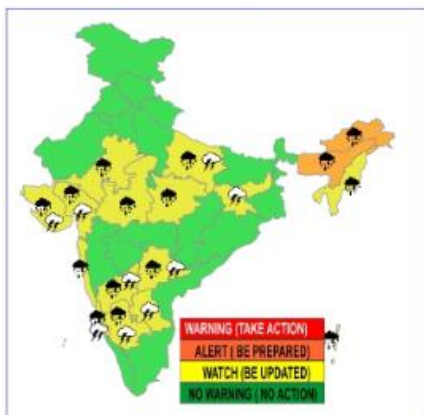 WARNING (TAKE ACTION)
ALERT ( BE PREPARED)
WATCH (BE UPDATED)
NO WARNING ( NO ACTION)